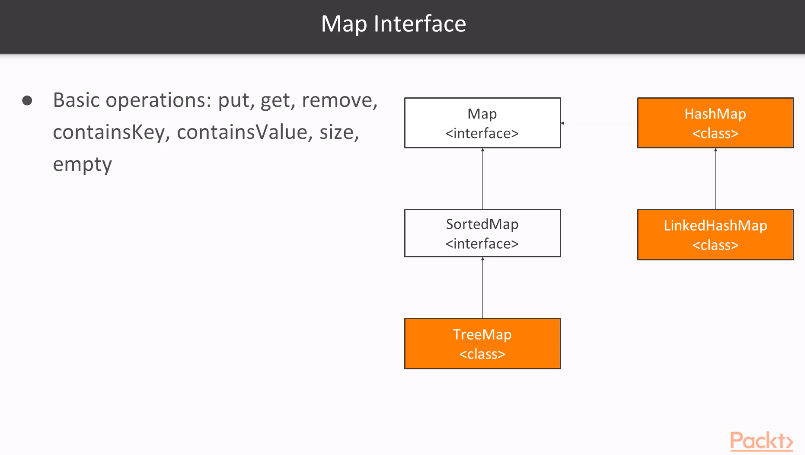 Map Interface
● Basic operations: put, get, remove,
containsKey, containsValue, size,
empty
Map
<interface>
HashMap
<class>
SortedMap
<interface>
LinkedHashMap
<class>
TreeMap
<class>
Packt>